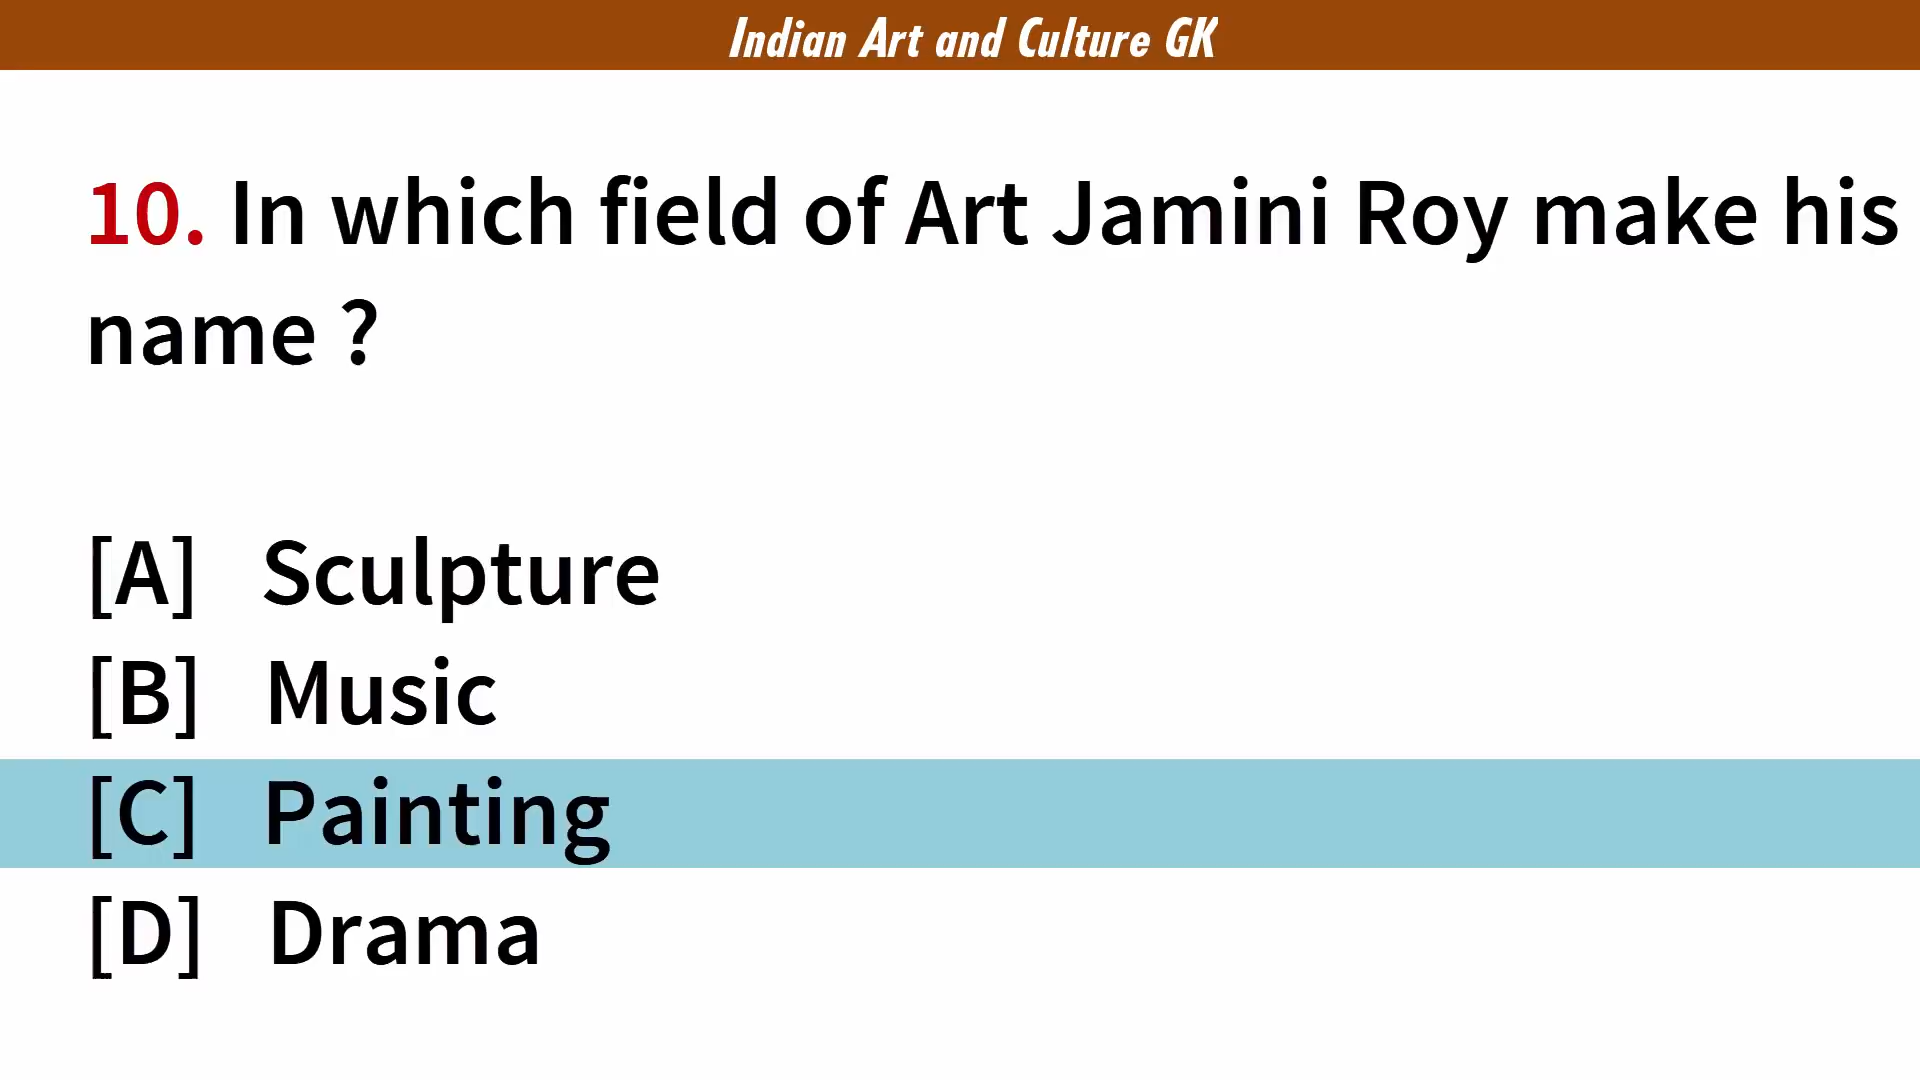 Indian Art and Culture GK
10. In which field of Art Jamini Roy make his
name ?
[A] Sculpture
[B] Music
[C] Painting
[D] Drama